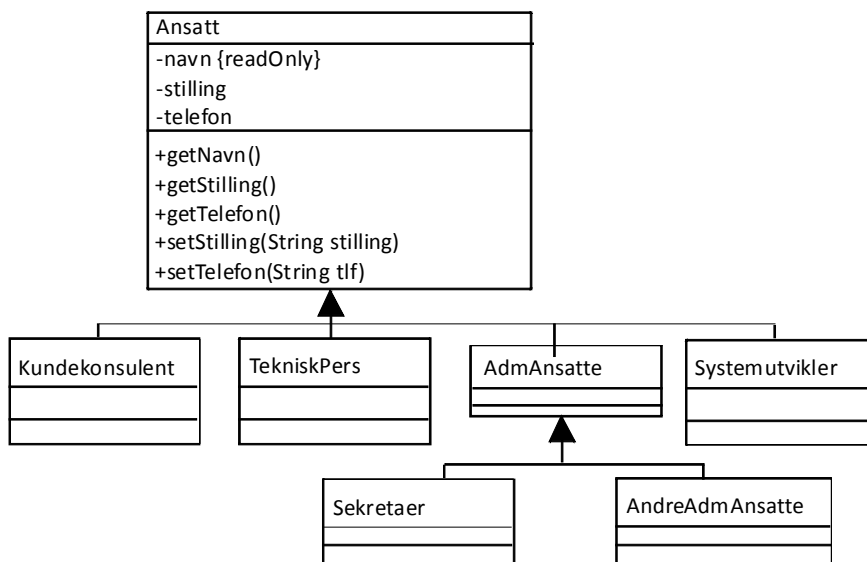 Ansatt
-navn {readOnly}
-stilling
-telefon
+getNavn()
+getStilling()
+getTelefon()
+setStilling(String stilling)
+setTelefon(String tlf)
Kundekonsulent
TekniskPers
AdmAnsatte
Systemutvikler
Sekretaer
AndreAdmAnsatte